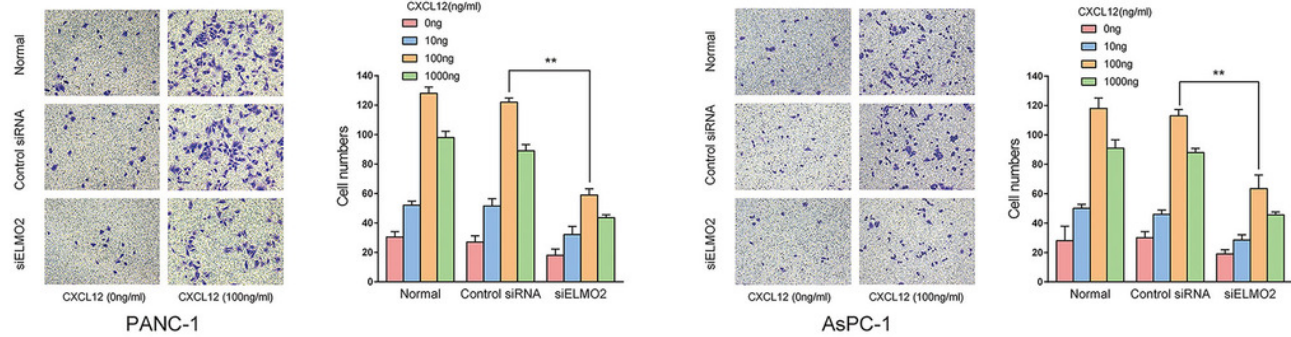 Normal
Control siRNA
siELMO2
CXCL12 (0ng/ml) CXCL12 (100ng/ml)
PANC-1
CXCL12(ng/ml)
0ng
10ng
100ng
1000ng
**
Cell numbers
140
120
100
80
60
40
20
0
Normal Control siRNA siELMO2
Normal
Control siRNA
siELMO2
CXCL12 (0ng/ml) CXCL12 (100ng/ml)
AsPC-1
CXCL12(ng/ml)
0ng
10ng
100ng
1000ng
**
Cell numbers
140
120
100
80
60
40
20
0
Normal Control siRNA siELMO2